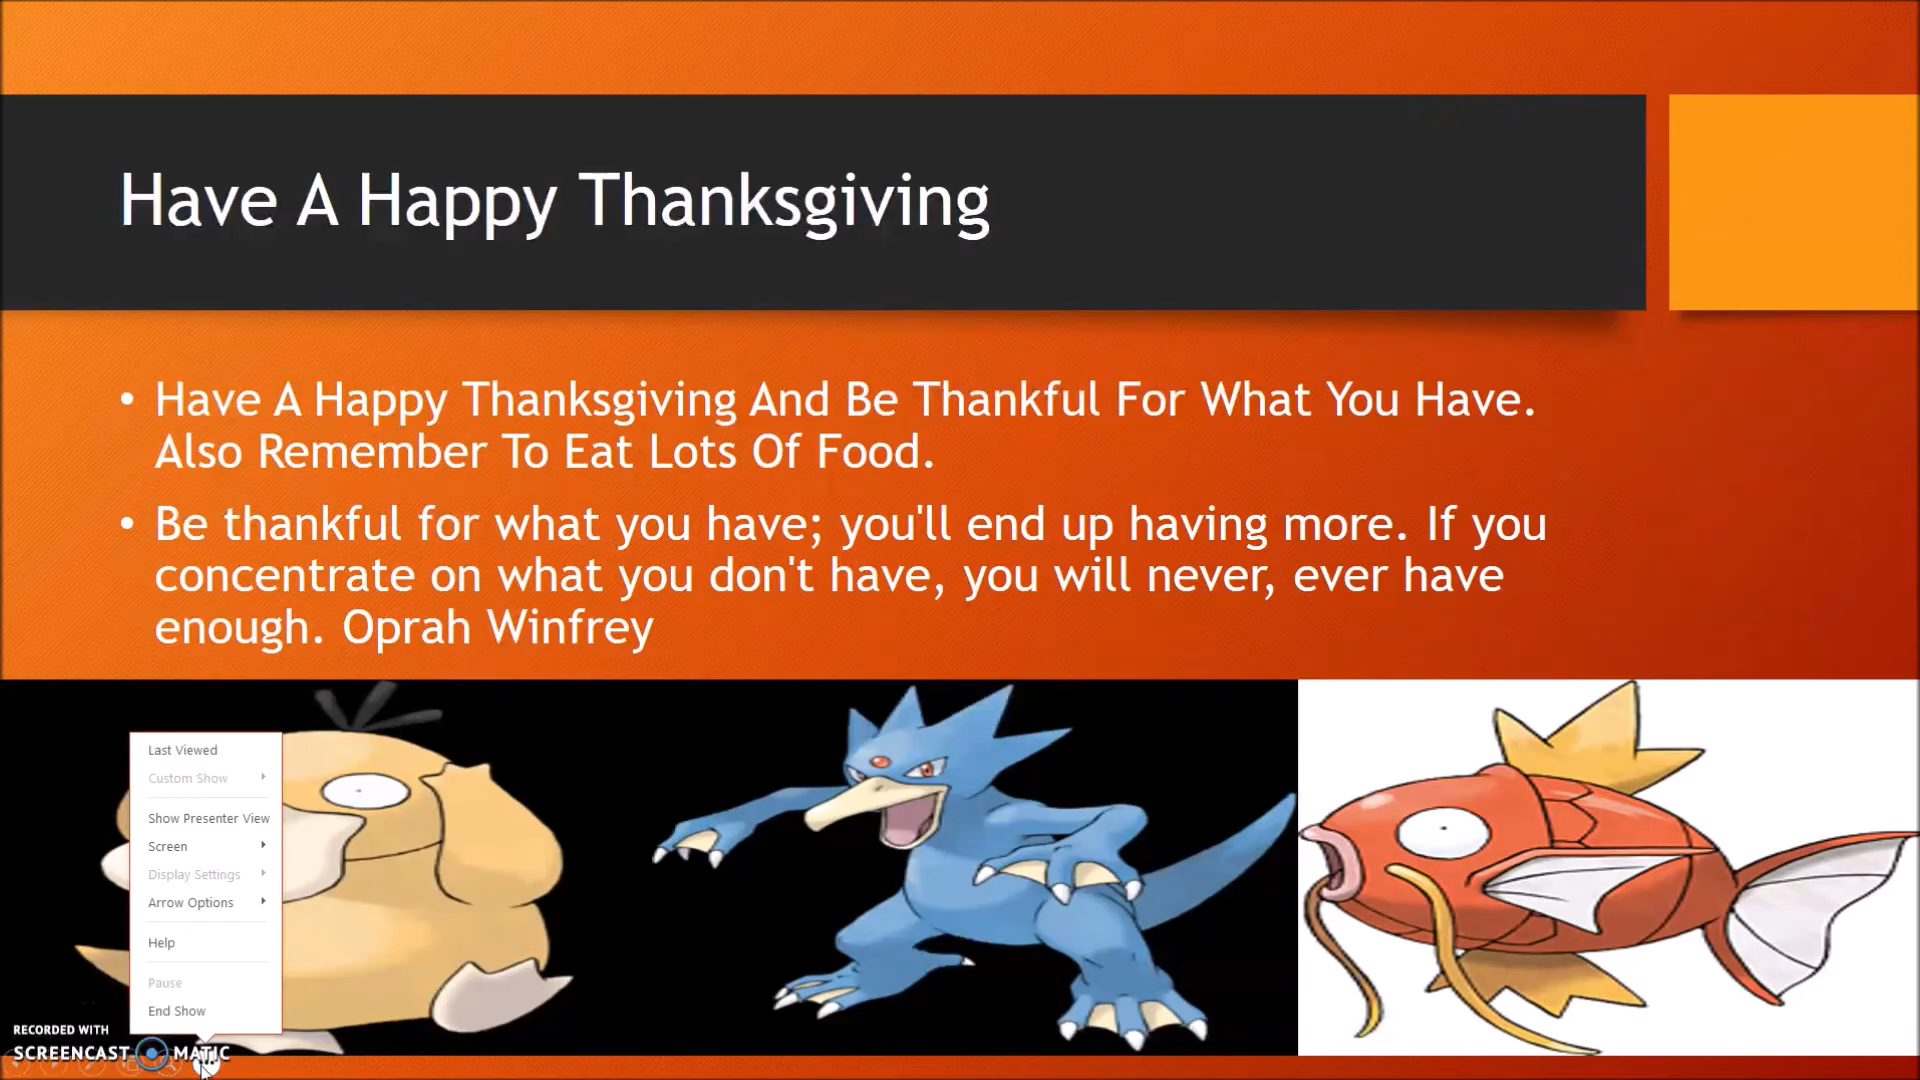 Have A Happy Thanksgiving
• Have A Happy Thanksgiving And Be Thankful For What You Have.
Also Remember To Eat Lots Of Food.
• Be thankful for what you have; you'll end up having more. If you
concentrate on what you don't have, you will never, ever have
enough. Oprah Winfrey
Last Viewed
Custom Show
Show Presenter View
Screen
Display Settings
Arrow Options
Help
Pause
End Show
RECORDED WITH
SCREENCAST MATIC